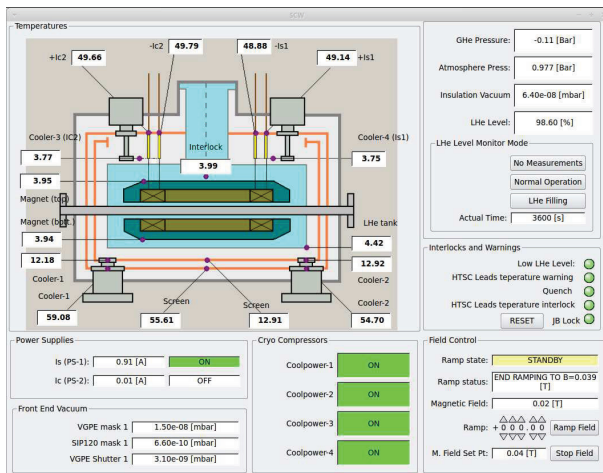 SCW
Temperatures
+Ic2 49.66
-Ic2 49.79
48.88 -Is1
49.14 +Is1
Cooler-3 (IC2)
3.77
Interlock
3.99
Cooler-4 (Is1)
3.75
3.95
Magnet (top)
Magnet (bott.)
3.94
LHe tank
4.42
12.18
Cooler-1
59.08
Screen
55.61
Screen
12.91
12.92
Cooler-2
Cooler-2
54.70
Cooler-1
GHe Pressure: -0.11 [Bar]
Atmosphere Press: 0.977 [Bar]
Insulation Vacuum 6.40e-08 [mbar]
LHe Level: 98.60 [%]
LHe Level Monitor Mode
No Measurements
Normal Operation
LHe Filling
Actual Time: 3600 [s]
Interlocks and Warnings
Low LHe Level:
HTSC Leads teperature warning
Quench
HTSC Leads teperature interlock
RESET JB Lock
Power Supplies
Is (PS-1): 0.91 [A] ON
Ic (PS-2): 0.01 [A] OFF
Front End Vacuum
VGPE mask 1 1.50e-08 [mbar]
SIP120 mask 1 6.60e-10 [mbar]
VGPE Shutter 1 3.10e-09 [mbar]
Cryo Compressors
Coolpower-1 ON
Coolpower-2 ON
Coolpower-3 ON
Coolpower-4 ON
Field Control
Ramp state: STANDBY
Ramp status: END RAMPING TO B=0.039
[T]
Magnetic Field: 0.02 [T]
Ramp: +000.00 Ramp Field
M. Field Set Pt: 0.04 [T] Stop Field